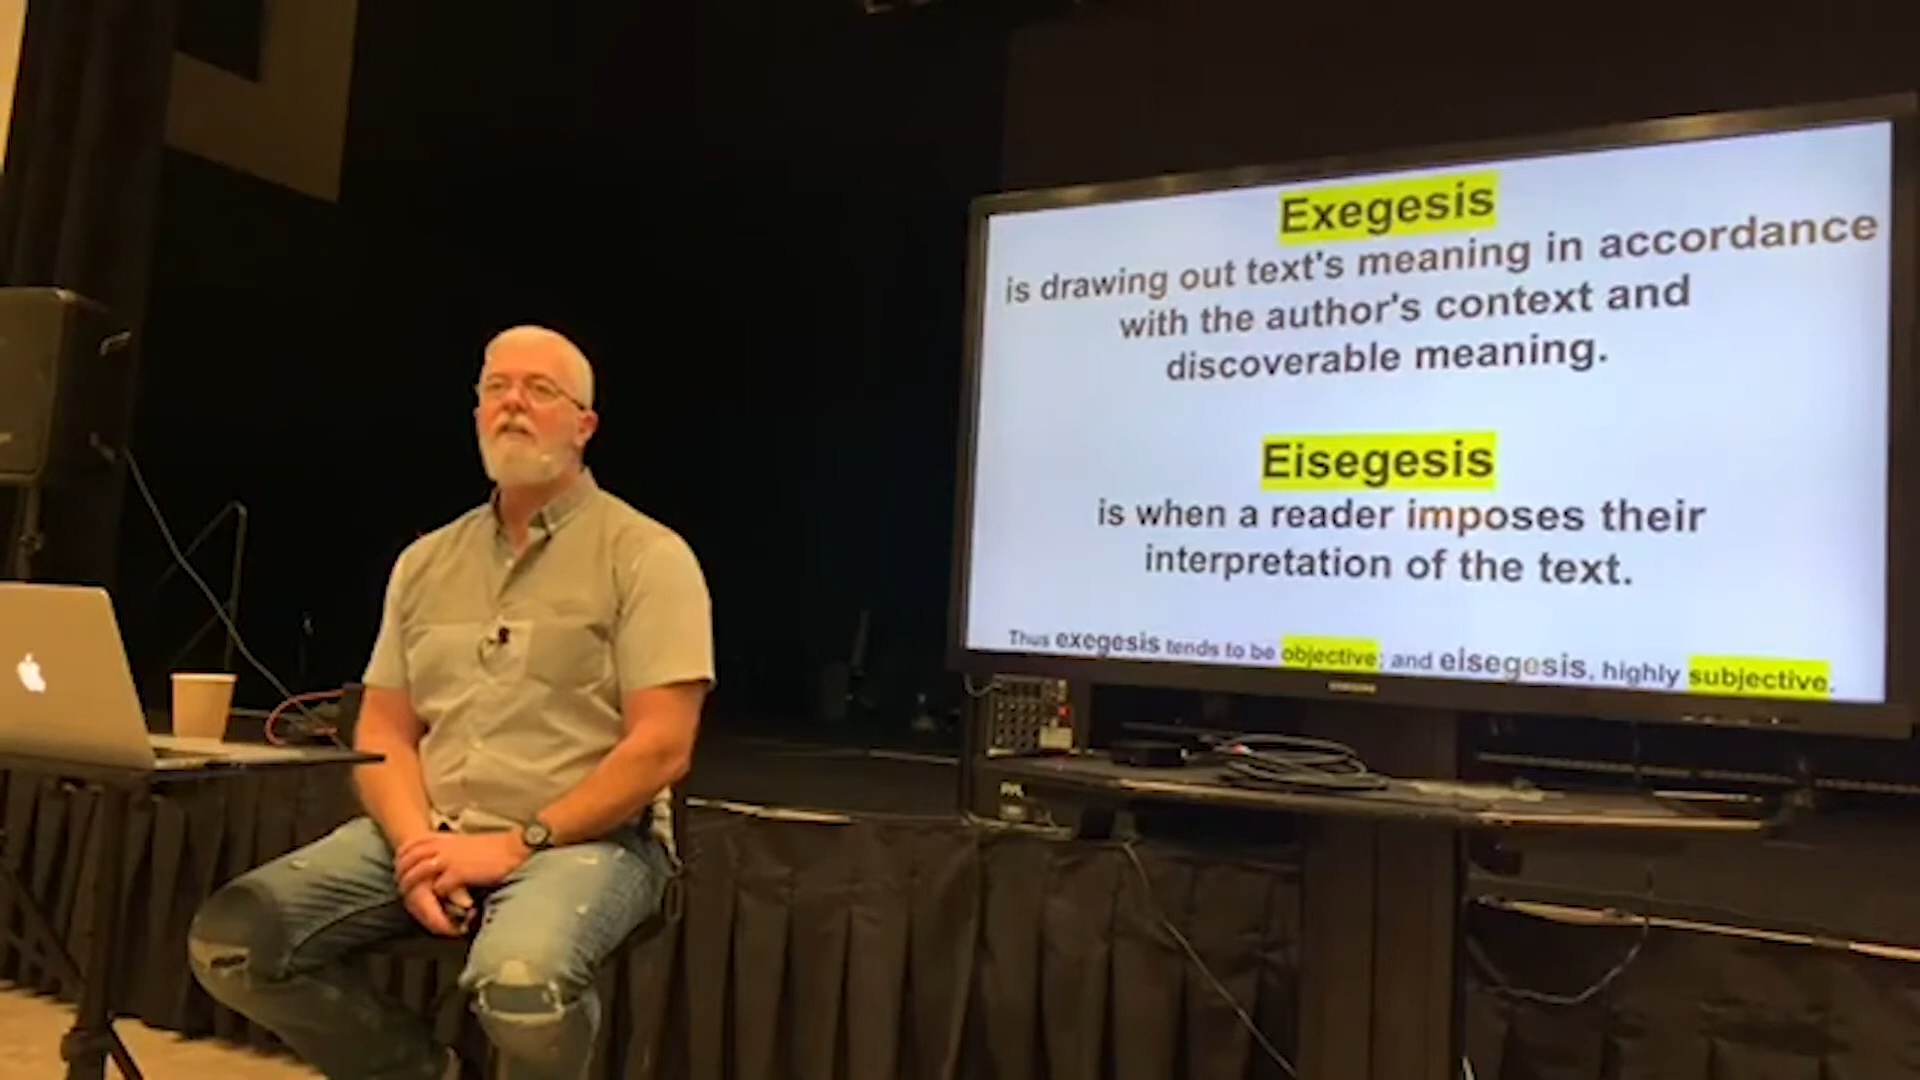 Exegesis
is drawing out text's meaning in accordance
with the author's context and
discoverable meaning.
Eisegesis
is when a reader imposes their
interpretation of the text.
Thus exegesis tends to be objective; and eisegesis, highly subjective.
SAMSUNG